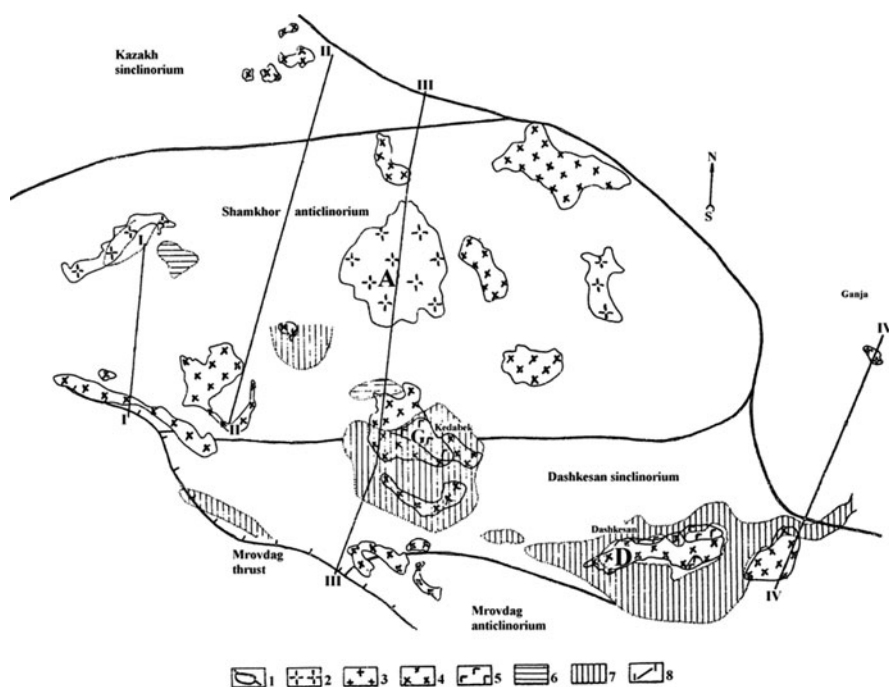 Kazakh
sinclinorium
II
III
N
S
Shamkhor anticlinorium
I
A
Ganja
IV
I
II
Kedabek
G
Dashkesan sinclinorium
Dashkesan
D
Mrovdag
thrust
III
IV
Mrovdag
anticlinorium
1 2 3 4 5 6 7 8